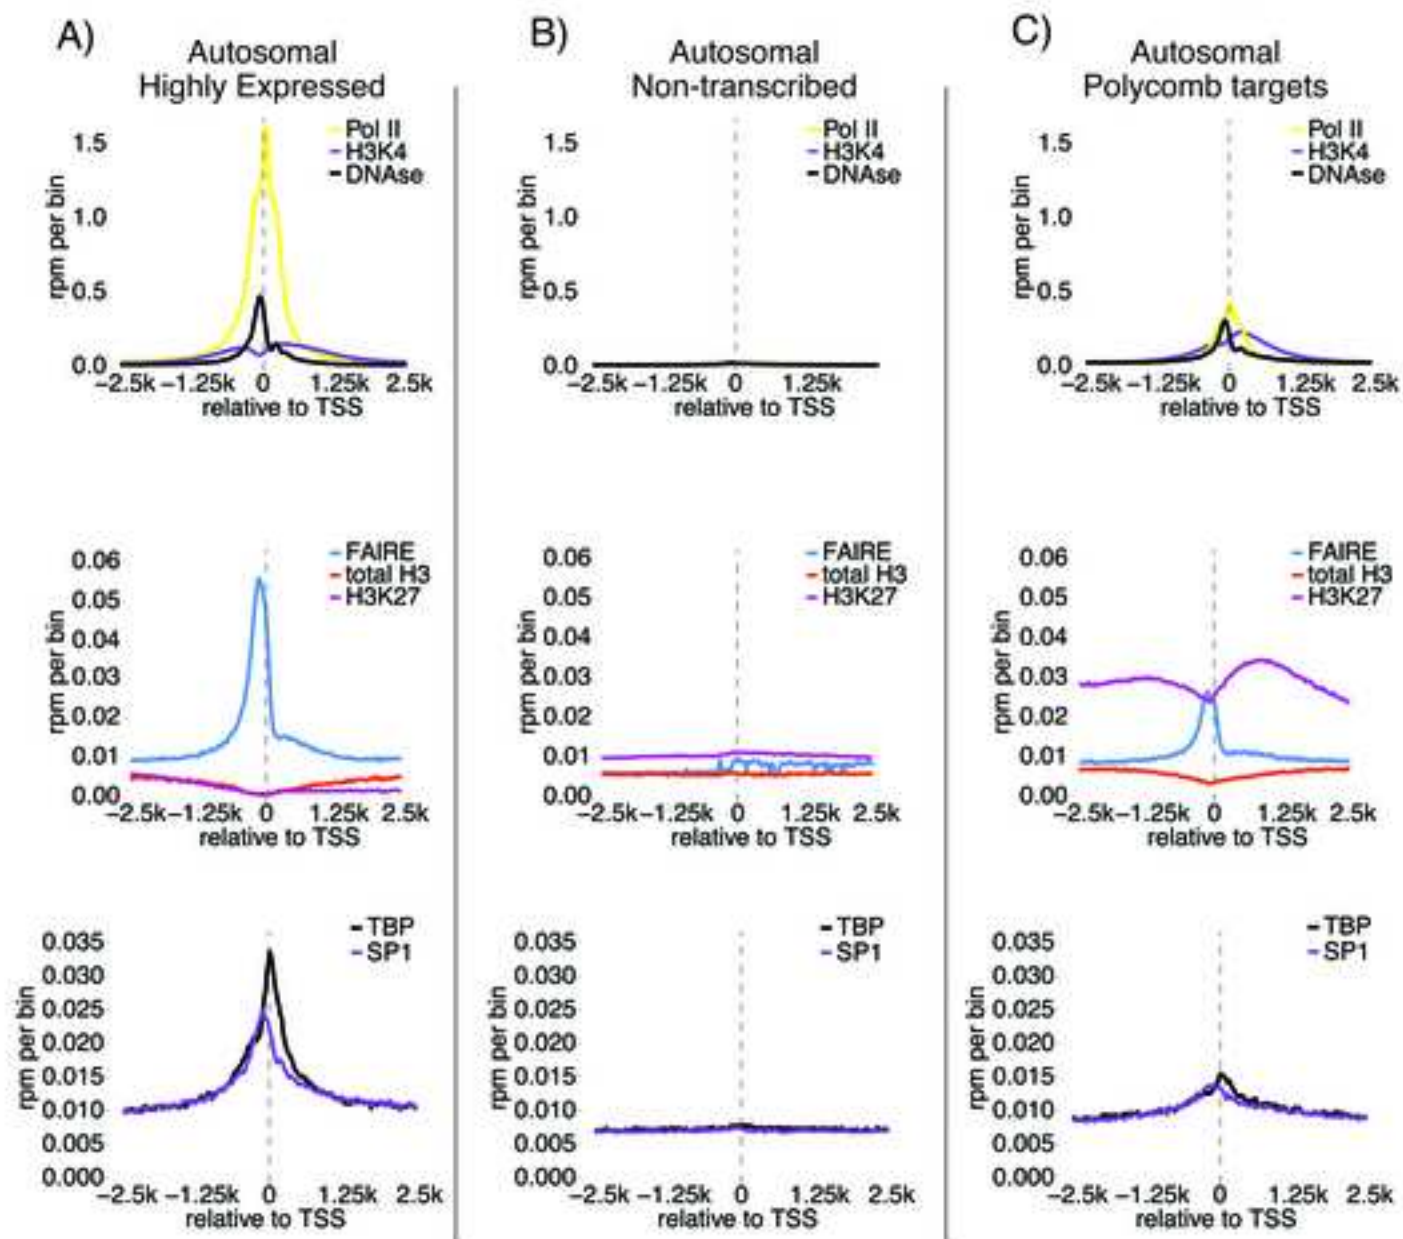 A)
Autosomal
Highly Expressed
Pol II
H3K4
DNAse
rpm per bin
1.5
1.0
0.5
0.0
−2.5k −1.25k 0 1.25k 2.5k
relative to TSS
FAIRE
total H3
H3K27
rpm per bin
0.06
0.05
0.04
0.03
0.02
0.01
0.00
−2.5k −1.25k 0 1.25k 2.5k
relative to TSS
TBP
SP1
rpm per bin
0.035
0.030
0.025
0.020
0.015
0.010
0.005
0.000
−2.5k −1.25k 0 1.25k 2.5k
relative to TSS
B)
Autosomal
Non-transcribed
Pol II
H3K4
DNAse
rpm per bin
1.5
1.0
0.5
0.0
−2.5k −1.25k 0 1.25k
relative to TSS
FAIRE
total H3
H3K27
rpm per bin
0.06
0.05
0.04
0.03
0.02
0.01
0.00
−2.5k −1.25k 0 1.25k 2.5k
relative to TSS
TBP
SP1
rpm per bin
0.035
0.030
0.025
0.020
0.015
0.010
0.005
0.000
−2.5k −1.25k 0 1.25k 2.5k
relative to TSS
C)
Autosomal
Polycomb targets
Pol II
H3K4
DNAse
rpm per bin
1.5
1.0
0.5
0.0
−2.5k −1.25k 0 1.25k 2.5k
relative to TSS
FAIRE
total H3
H3K27
rpm per bin
0.06
0.05
0.04
0.03
0.02
0.01
0.00
−2.5k −1.25k 0 1.25k 2.5k
relative to TSS
TBP
SP1
rpm per bin
0.035
0.030
0.025
0.020
0.015
0.010
0.005
0.000
−2.5k −1.25k 0 1.25k 2.5k
relative to TSS